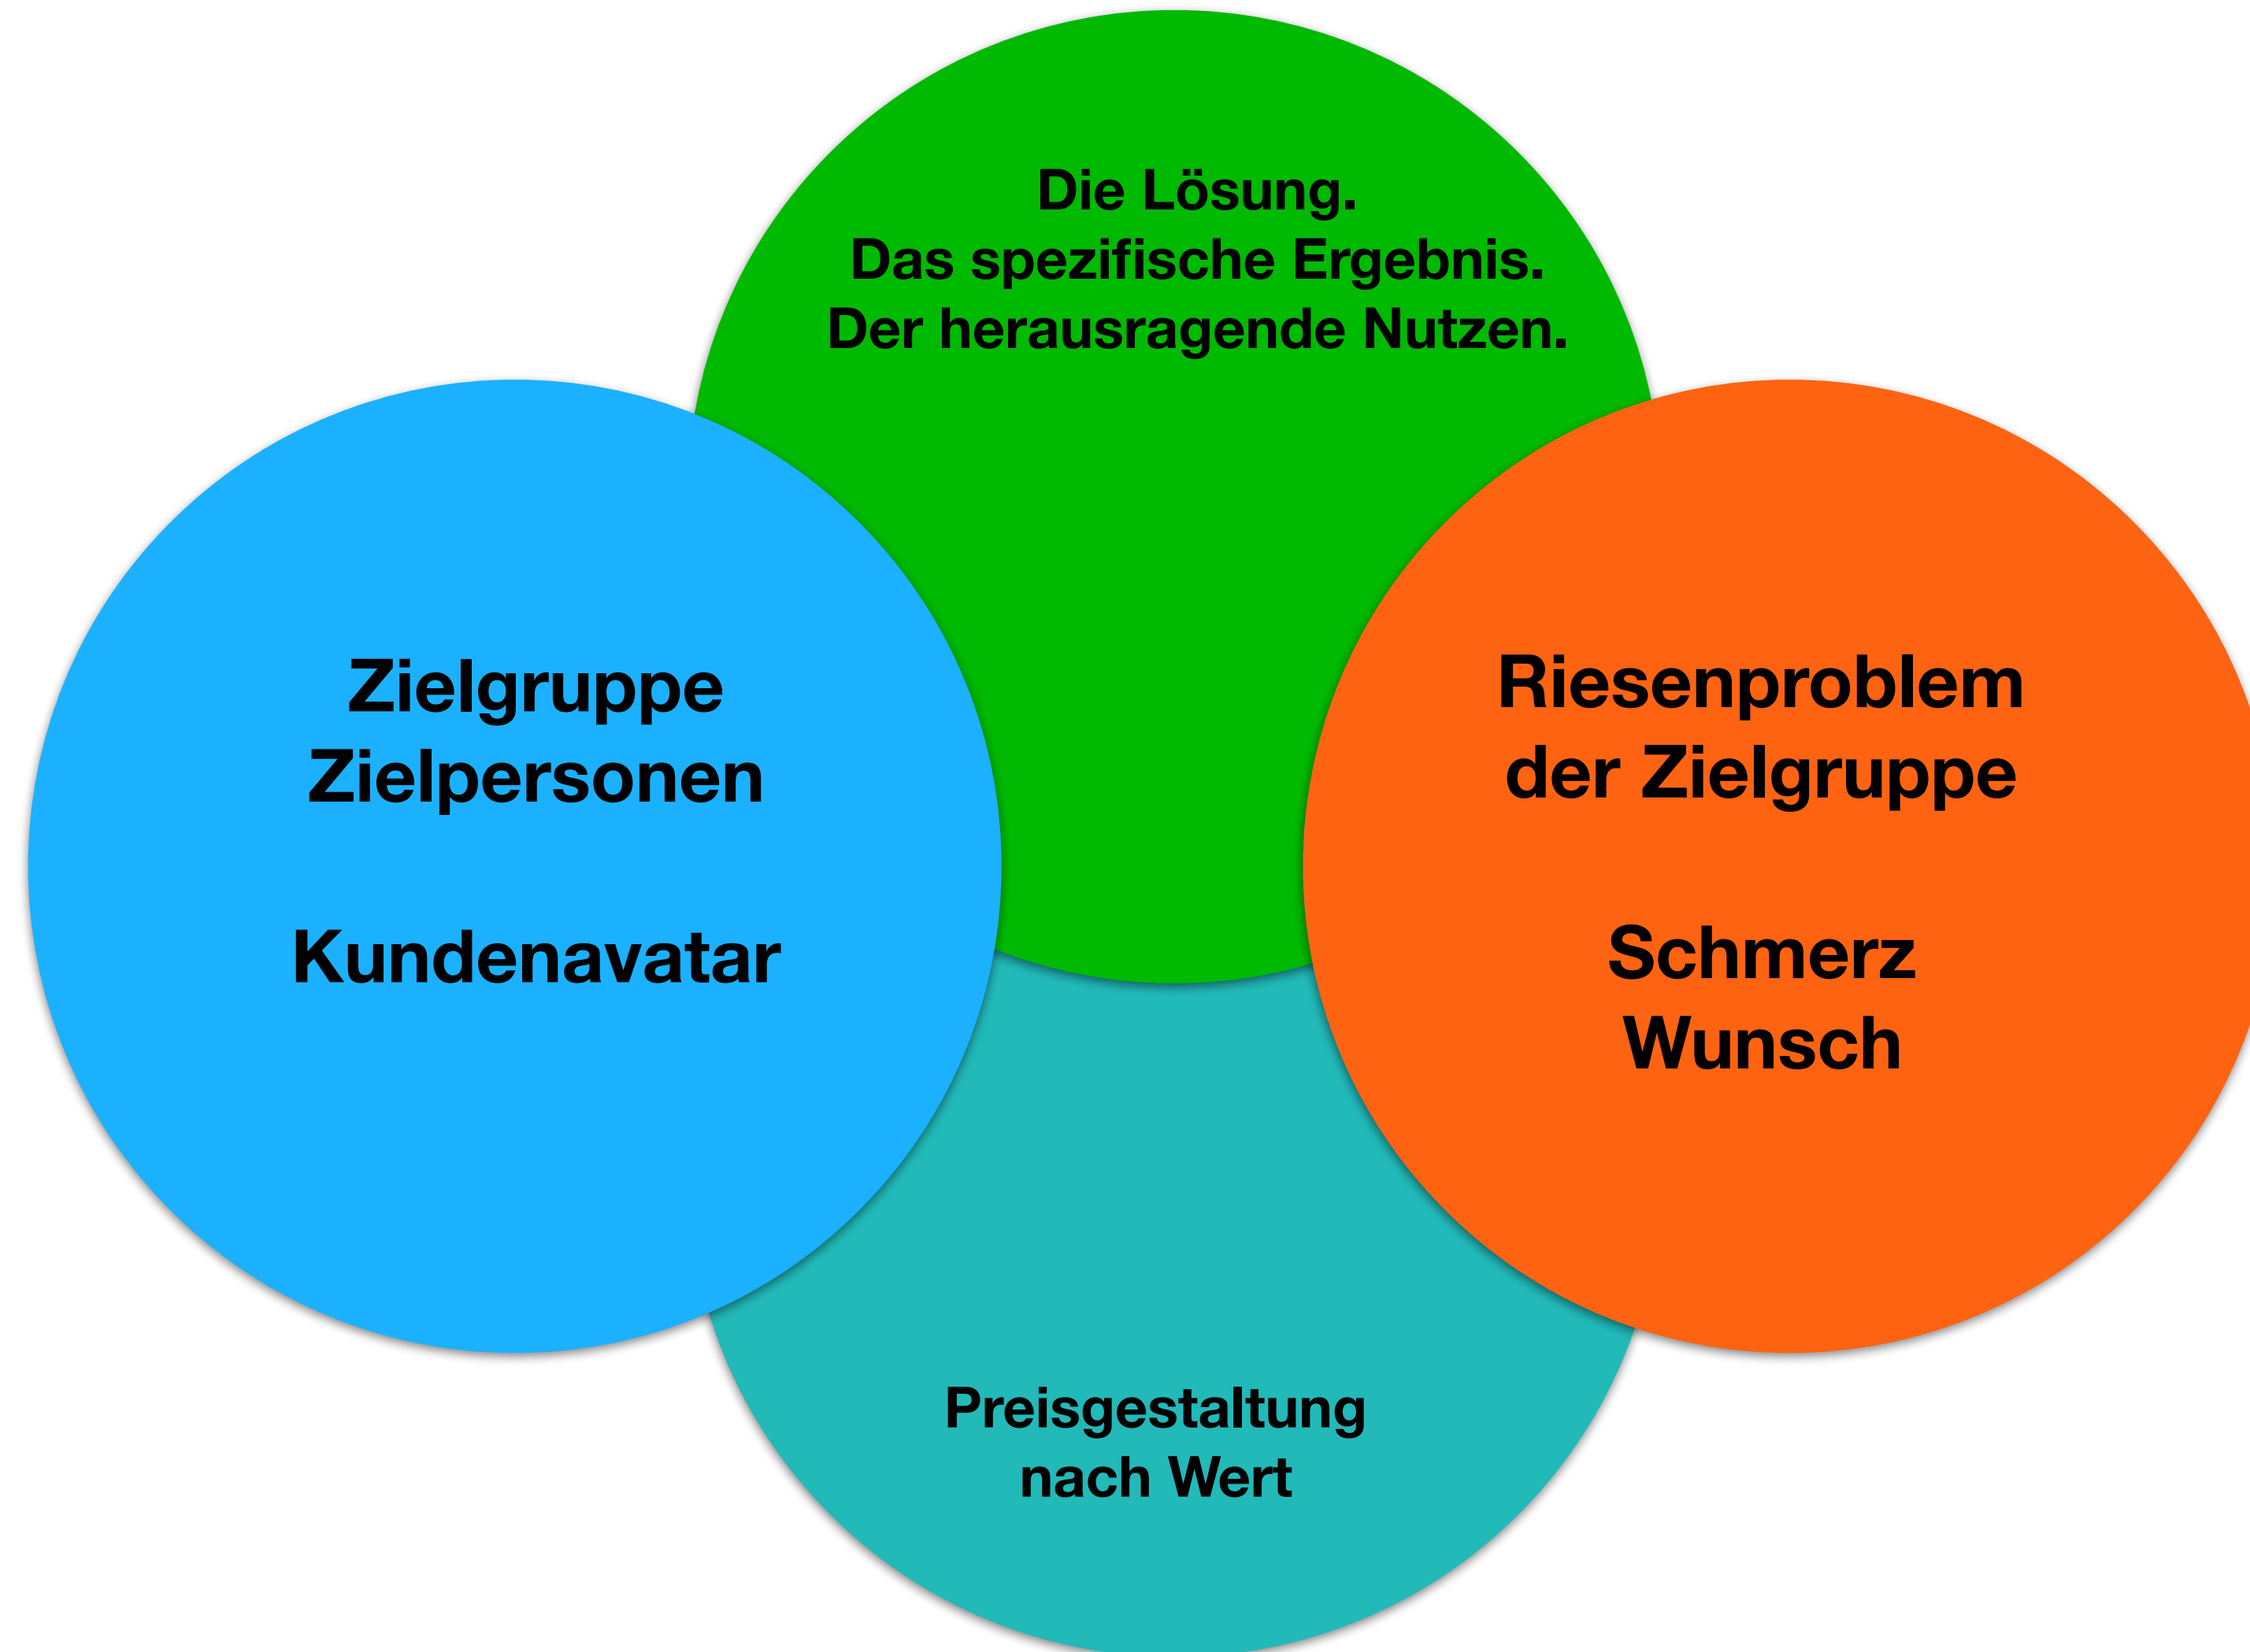 Die Lösung.
Das spezifische Ergebnis.
Der herausragende Nutzen.
Zielgruppe
Zielpersonen
Kundenavatar
Riesenproblem
der Zielgruppe
Schmerz
Wunsch
Preisgestaltung
nach Wert